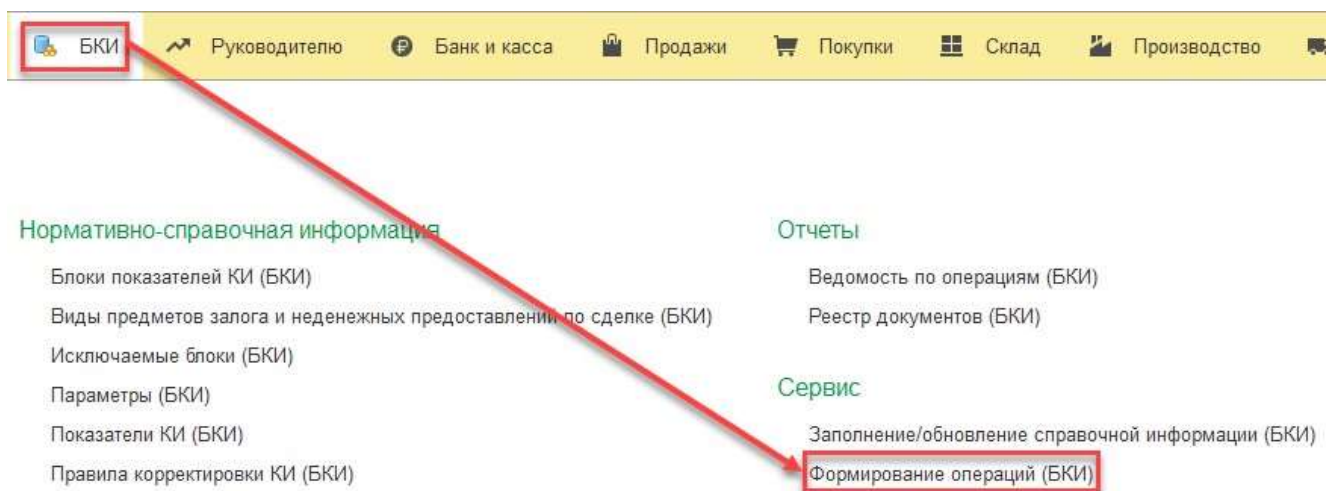 БКИ Руководителю Банк и касса Продажи Покупки Склад Производство
Нормативно-справочная информация
Блоки показателей КИ (БКИ)
Виды предметов залога и неденежных предоставлений по сделке (БКИ)
Исключаемые блоки (БКИ)
Параметры (БКИ)
Показатели КИ (БКИ)
Правила корректировки КИ (БКИ)
Отчеты
Ведомость по операциям (БКИ)
Реестр документов (БКИ)
Сервис
Заполнение/обновление справочной информации (БКИ)
Формирование операций (БКИ)